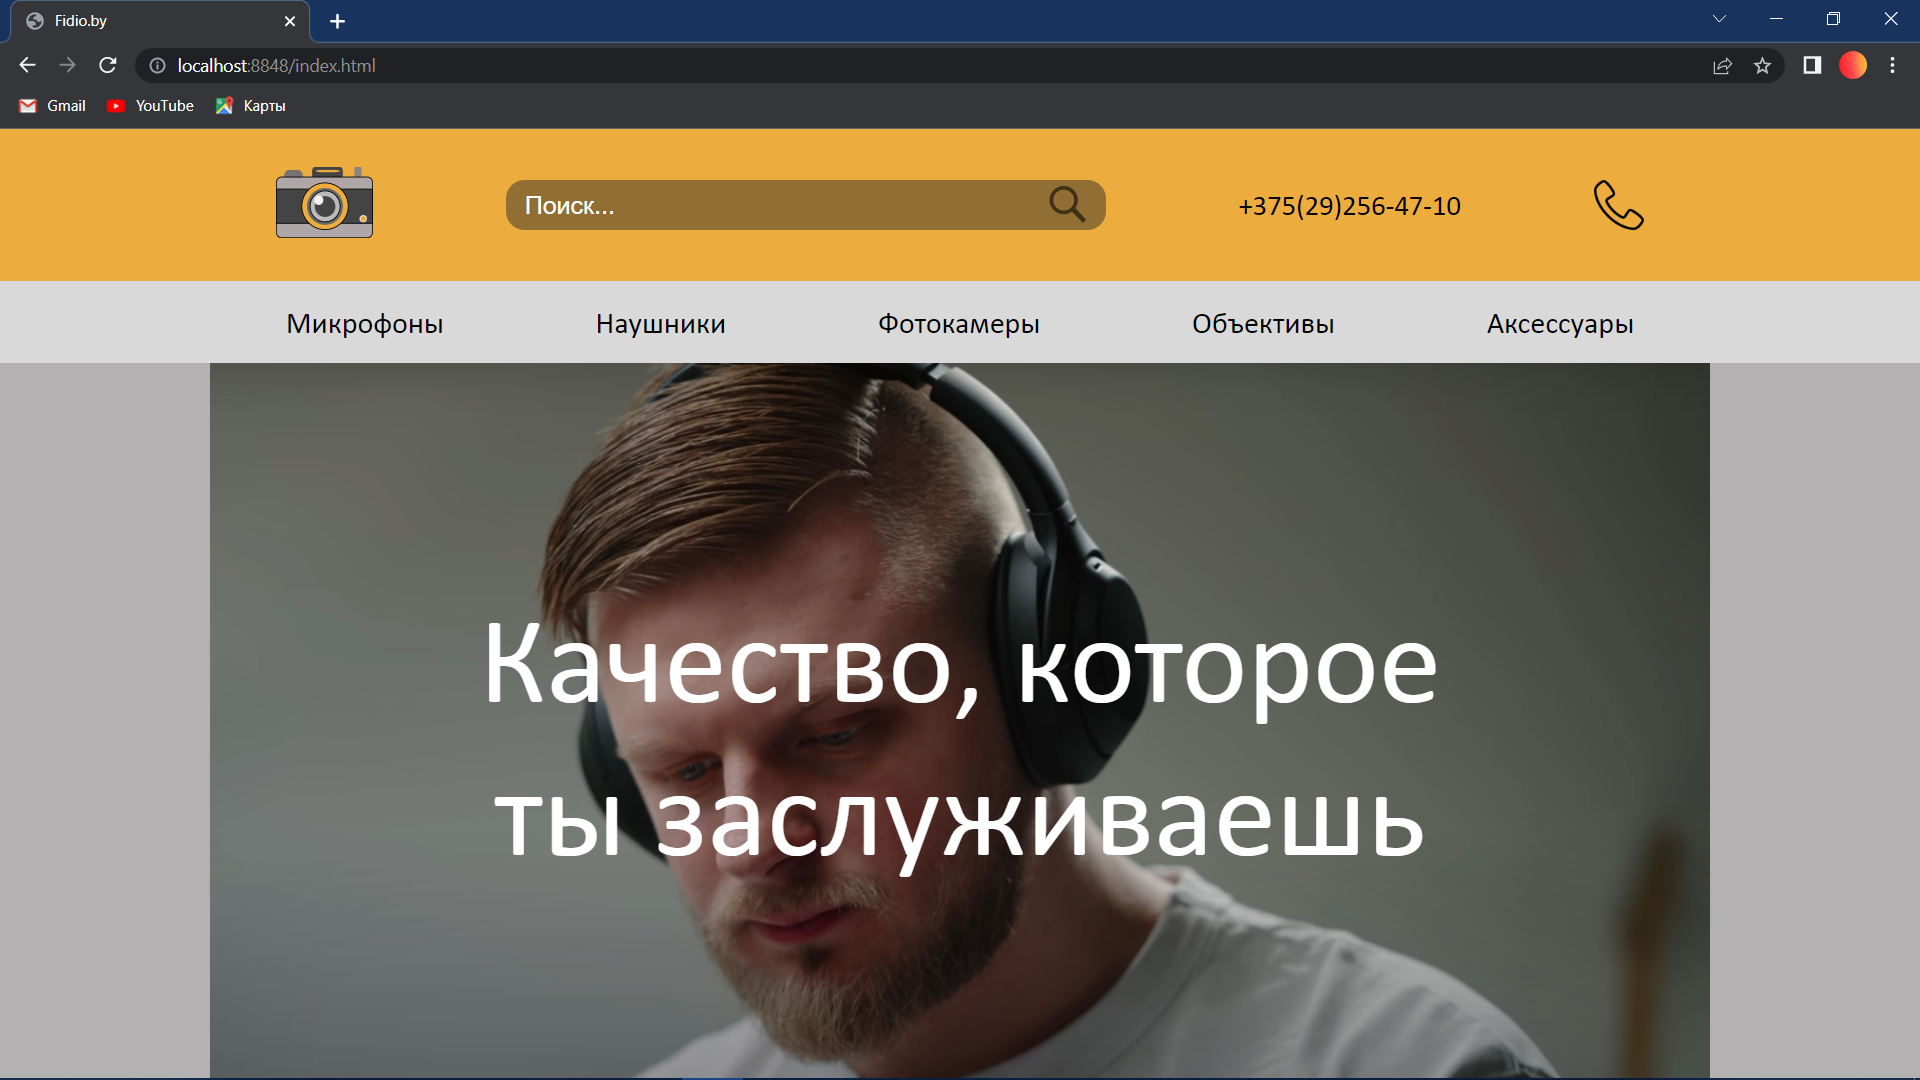 Fidio.by
localhost:8848/index.html
Gmail
YouTube
Карты
Поиск...
+375(29)256-47-10
Микрофоны
Наушники
Фотокамеры
Объективы
Аксессуары
Качество, которое
ты заслуживаешь